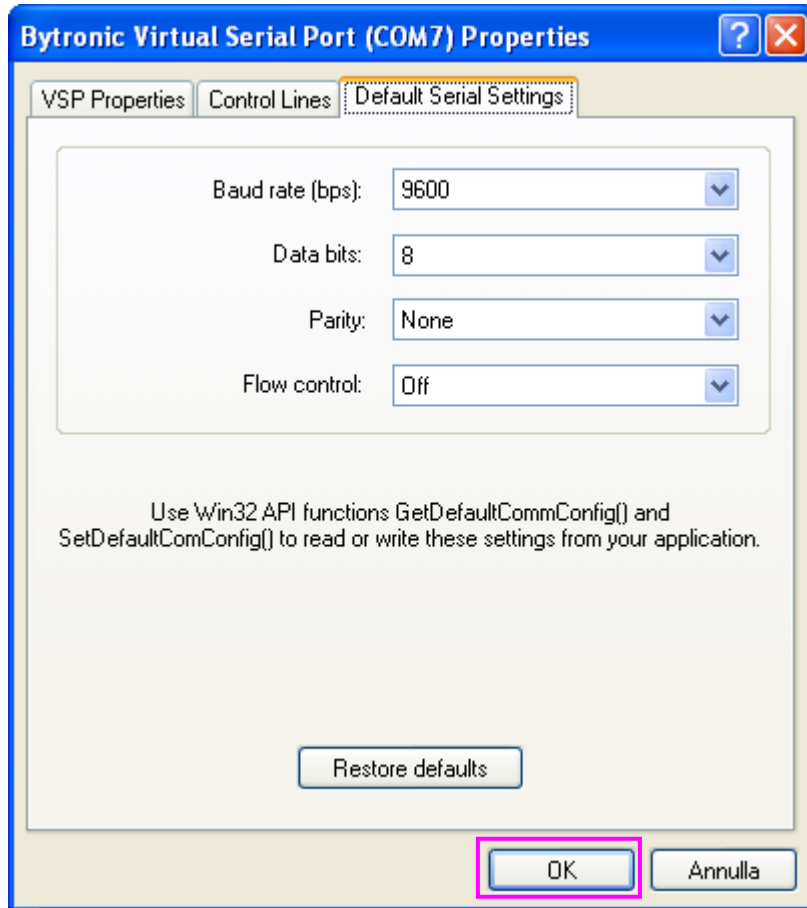 Bytronic Virtual Serial Port (COM7) Properties
VSP Properties Control Lines Default Serial Settings
Baud rate (bps): 9600
Data bits: 8
Parity: None
Flow control: Off
Use Win32 API functions GetDefaultCommConfig() and
SetDefaultComConfig() to read or write these settings from your application.
Restore defaults
OK Annulla